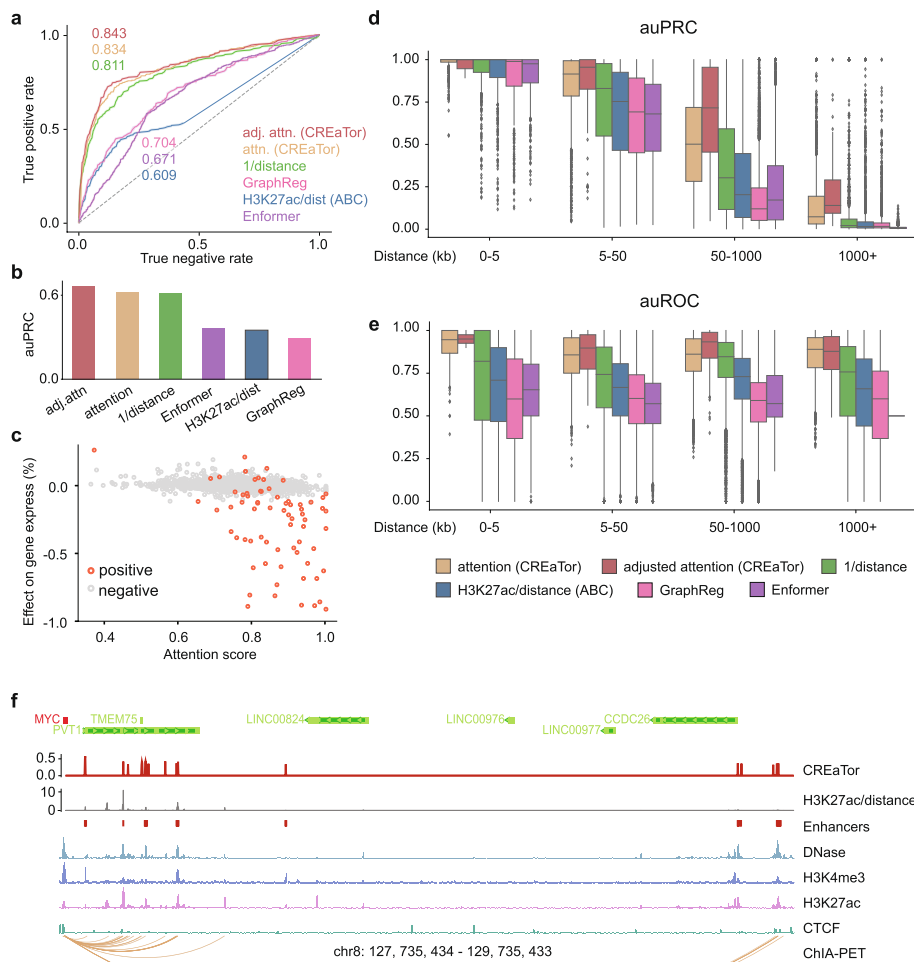 a
0.843
0.834
0.811
1.0
0.5
0.0
True positive rate
0.704
0.671
0.609
adj. attn. (CREaTor)
attn. (CREaTor)
1/distance
GraphReg
H3K27ac/dist (ABC)
Enformer
0.0 0.5 1.0
True negative rate
b
auPRC
0.6
0.0
adj.attn attention 1/distance Enformer H3K27ac/dist GraphReg
c
Effect on gene express (%)
0.0
-0.5
-1.0
positive
negative
0.4 0.6 0.8 1.0
Attention score
d
auPRC
1.00
0.75
0.50
0.25
0.00
Distance (kb) 0-5 5-50 50-1000 1000+
auROC
e
1.00
0.75
0.50
0.25
0.00
Distance (kb) 0-5 5-50 50-1000 1000+
attention (CREaTor) adjusted attention (CREaTor) 1/distance
H3K27ac/distance (ABC) GraphReg Enformer
f
MYC TMEM75 LINC00824 LINC00976 CCDC26
PVT1 LINC00977
0.5
0.0
CREaTor
10
0
H3K27ac/distance
Enhancers
DNase
H3K4me3
H3K27ac
CTCF
chr8: 127, 735, 434 - 129, 735, 433
ChIA-PET